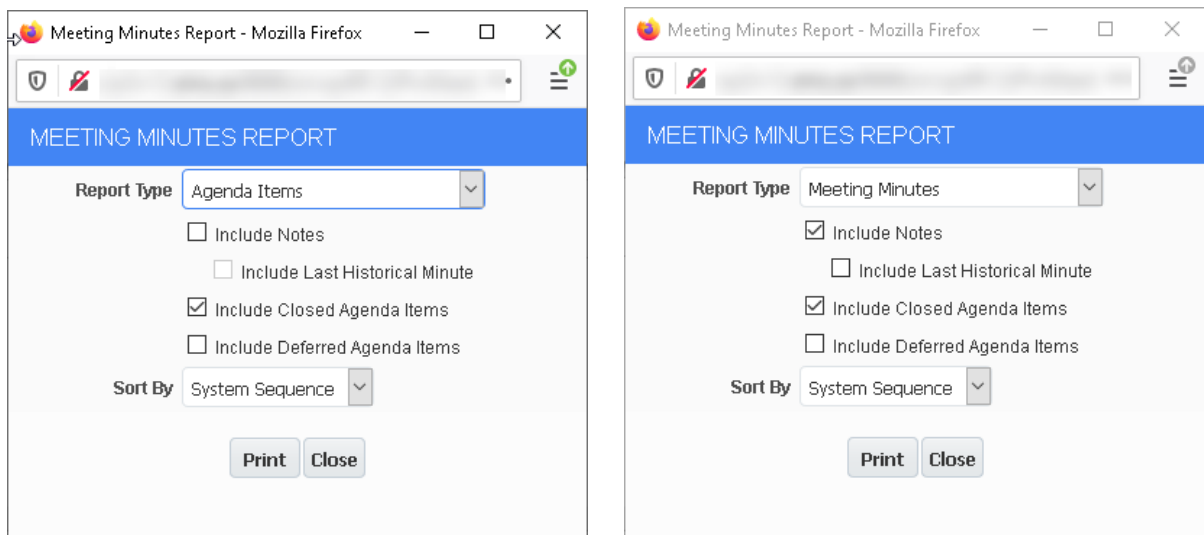 Meeting Minutes Report - Mozilla Firefox
MEETING MINUTES REPORT
Report Type Agenda Items
Include Notes
Include Last Historical Minute
Include Closed Agenda Items
Include Deferred Agenda Items
Sort By System Sequence
Print Close
Meeting Minutes Report - Mozilla Firefox
MEETING MINUTES REPORT
Report Type Meeting Minutes
Include Notes
Include Last Historical Minute
Include Closed Agenda Items
Include Deferred Agenda Items
Sort By System Sequence
Print Close